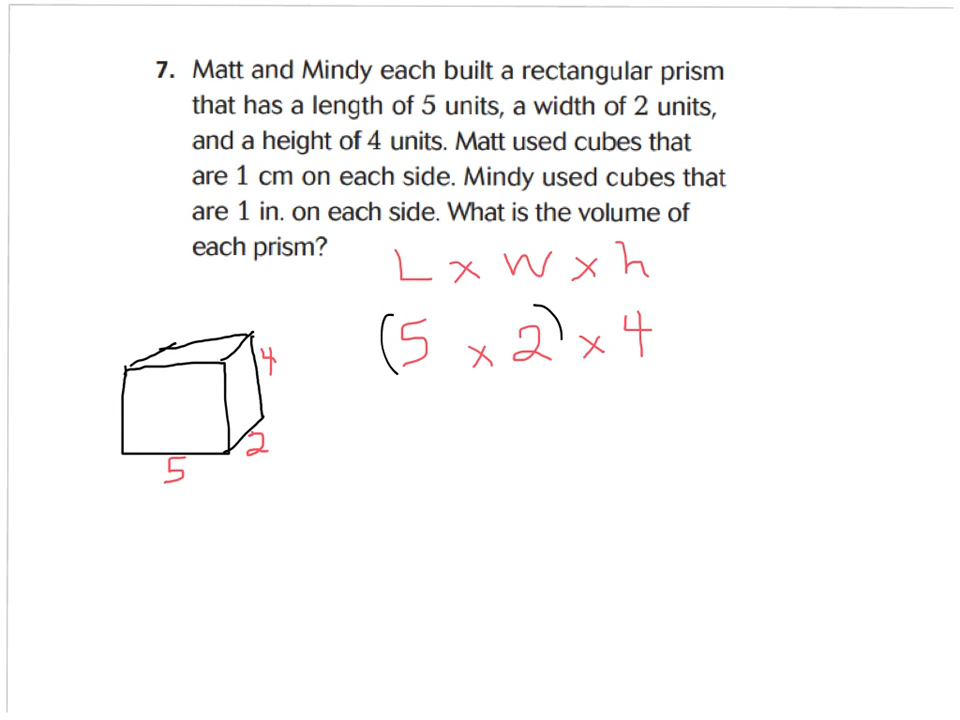 7. Matt and Mindy each built a rectangular prism
that has a length of 5 units, a width of 2 units,
and a height of 4 units. Matt used cubes that
are 1 cm on each side. Mindy used cubes that
are 1 in. on each side. What is the volume of
each prism?
L x W x h
(5 x 2) x 4
4
2
5